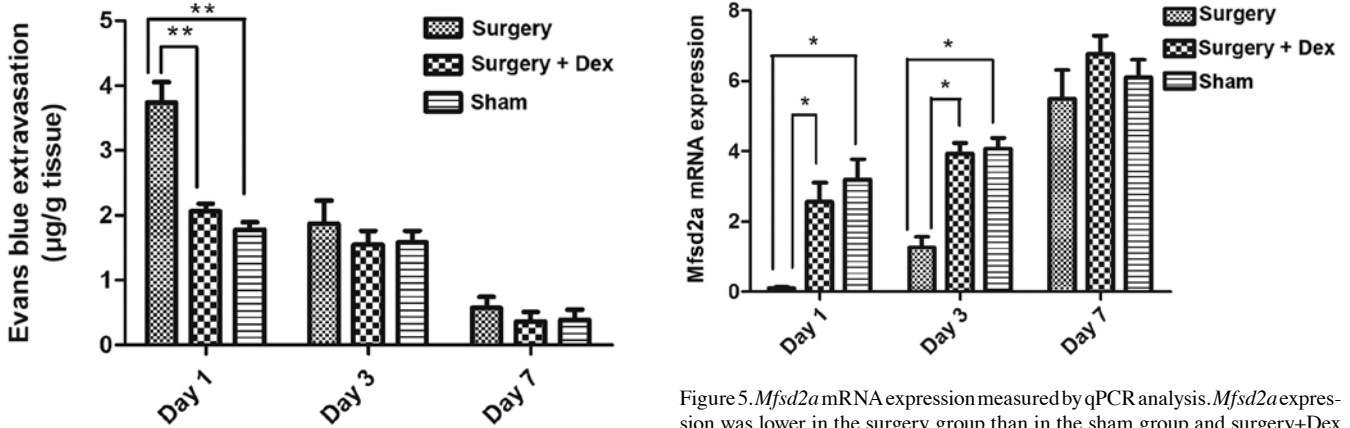 **
**
5
4
3
2
1
0
Evans blue extravasation
(µg/g tissue)
Surgery
Surgery + Dex
Sham
Day 1
Day 3
Day 7
8
6
4
2
0
Mfsd2a mRNA expression
*
*
*
*
Surgery
Surgery + Dex
Sham
Day 1
Day 3
Day 7
Figure 5. Mfsd2a mRNA expression measured by qPCR analysis. Mfsd2a expres-
sion was lower in the surgery group than in the sham group and surgery+Dex